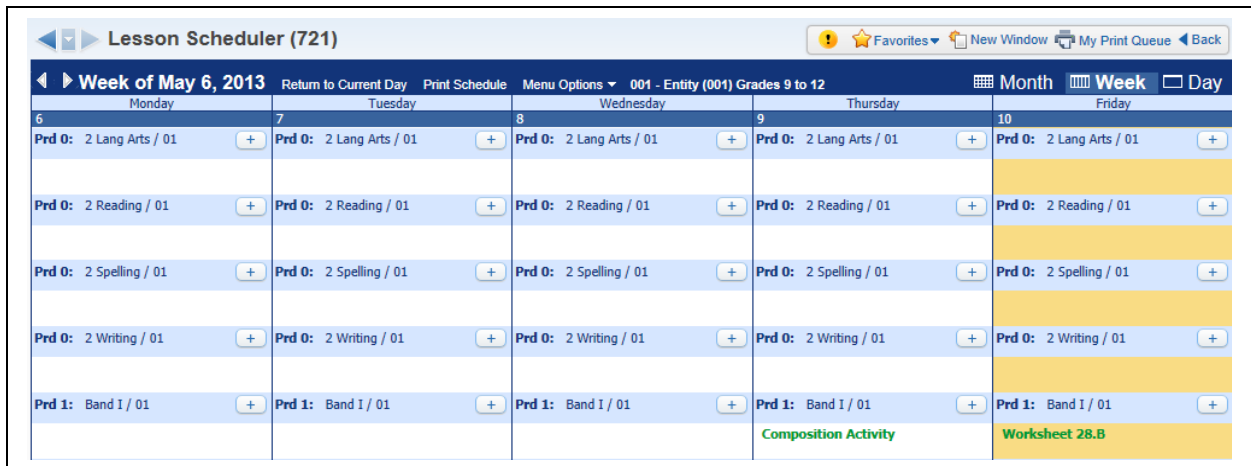 Lesson Scheduler (721)
! Favorites New Window My Print Queue Back
Week of May 6, 2013 Return to Current Day Print Schedule Menu Options 001 - Entity (001) Grades 9 to 12 Month Week Day
Monday Tuesday Wednesday Thursday Friday
6 7 8 9 10
Prd 0: 2 Lang Arts / 01 + Prd 0: 2 Lang Arts / 01 + Prd 0: 2 Lang Arts / 01 + Prd 0: 2 Lang Arts / 01 + Prd 0: 2 Lang Arts / 01 +
Prd 0: 2 Reading / 01 + Prd 0: 2 Reading / 01 + Prd 0: 2 Reading / 01 + Prd 0: 2 Reading / 01 + Prd 0: 2 Reading / 01 +
Prd 0: 2 Spelling / 01 + Prd 0: 2 Spelling / 01 + Prd 0: 2 Spelling / 01 + Prd 0: 2 Spelling / 01 + Prd 0: 2 Spelling / 01 +
Prd 0: 2 Writing / 01 + Prd 0: 2 Writing / 01 + Prd 0: 2 Writing / 01 + Prd 0: 2 Writing / 01 + Prd 0: 2 Writing / 01 +
Prd 1: Band I / 01 + Prd 1: Band I / 01 + Prd 1: Band I / 01 + Prd 1: Band I / 01 + Prd 1: Band I / 01 +
Composition Activity Worksheet 28.B